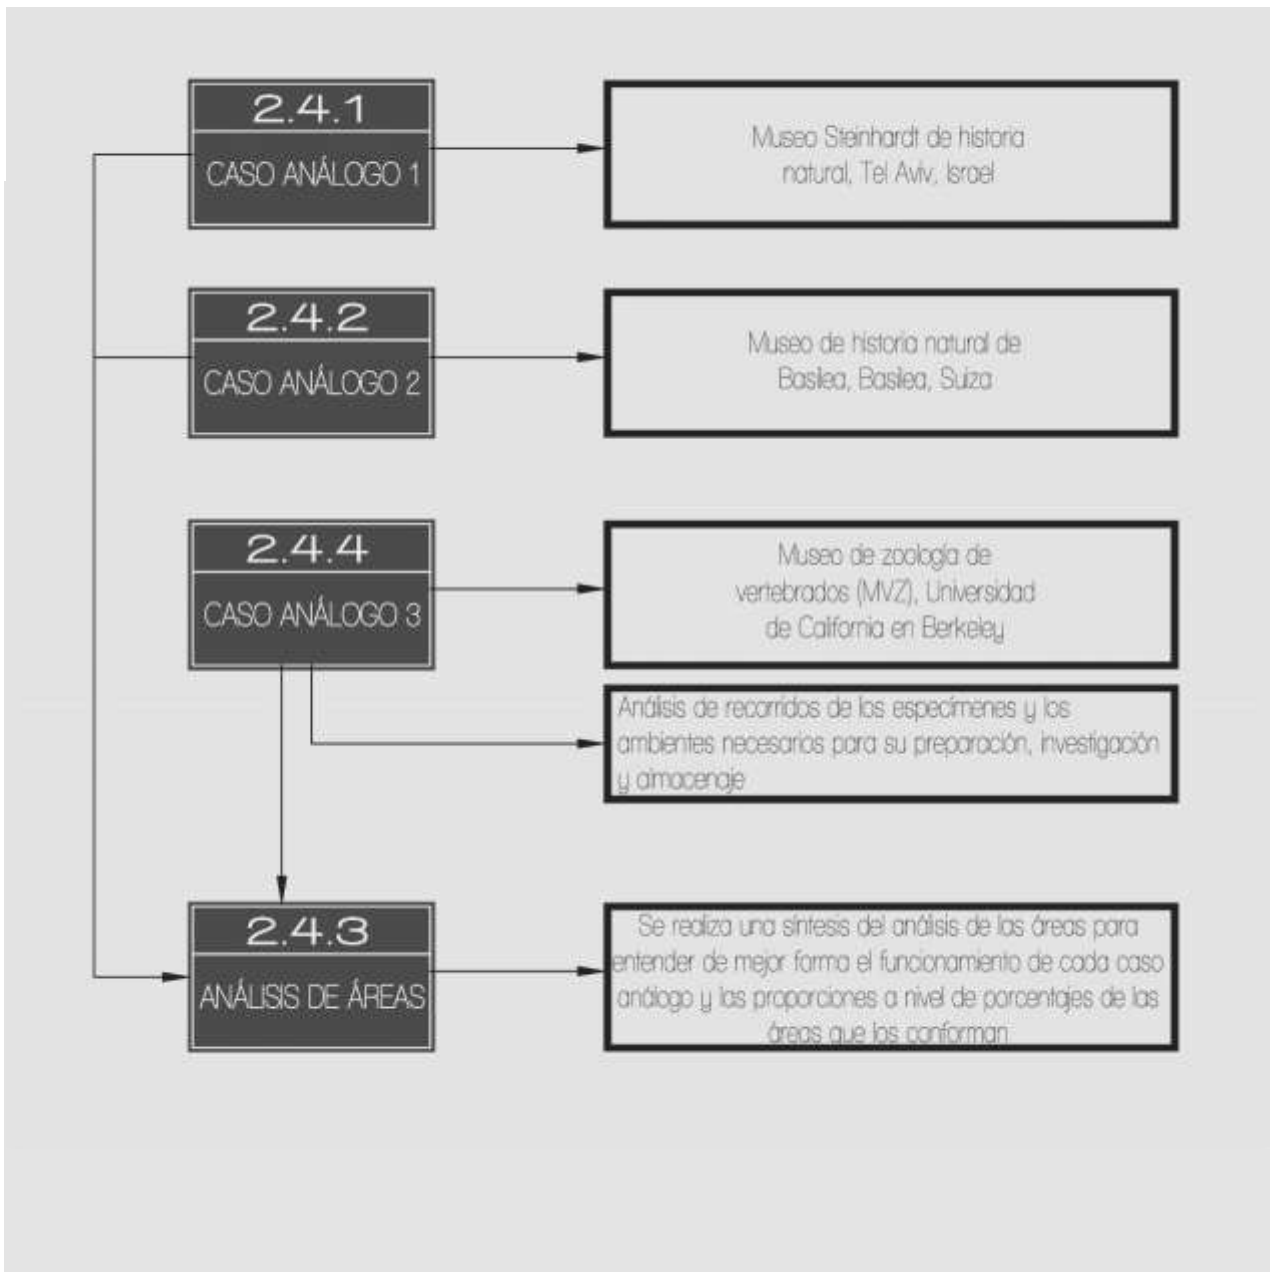 2.4.1
CASO ANÁLOGO 1
Museo Steinhardt de historia
natural, Tel Aviv, Israel
2.4.2
CASO ANÁLOGO 2
Museo de historia natural de
Basilea, Basilea, Suiza
2.4.4
CASO ANÁLOGO 3
Museo de zoología de
vertebrados (MVZ), Universidad
de California en Berkeley
Análisis de recorridos de los especímenes y los
ambientes necesarios para su preparación, investigación
y almacenaje
2.4.3
ANÁLISIS DE ÁREAS
Se realiza una síntesis del análisis de las áreas para
entender de mejor forma el funcionamiento de cada caso
análogo y las proporciones a nivel de porcentajes de las
áreas que los conforman